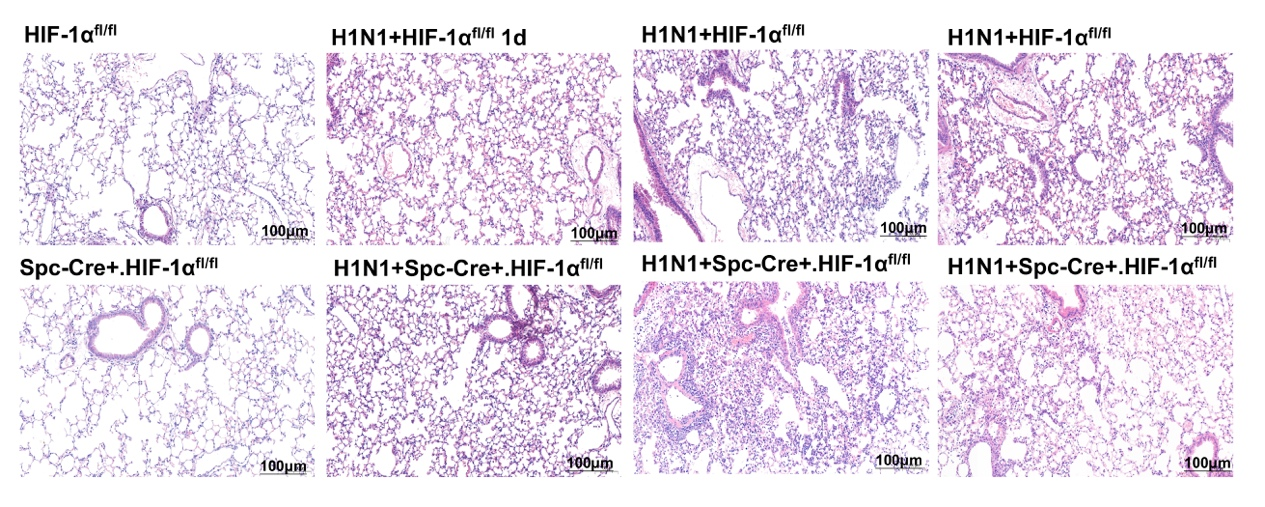 HIF-1αfl/fl
H1N1+HIF-1αfl/fl 1d
H1N1+HIF-1αfl/fl
H1N1+HIF-1αfl/fl
100μm
100μm
100μm
100μm
Spc-Cre+.HIF-1αfl/fl
H1N1+Spc-Cre+.HIF-1αfl/fl
H1N1+Spc-Cre+.HIF-1αfl/fl
H1N1+Spc-Cre+.HIF-1αfl/fl
100μm
100μm
100μm
100μm